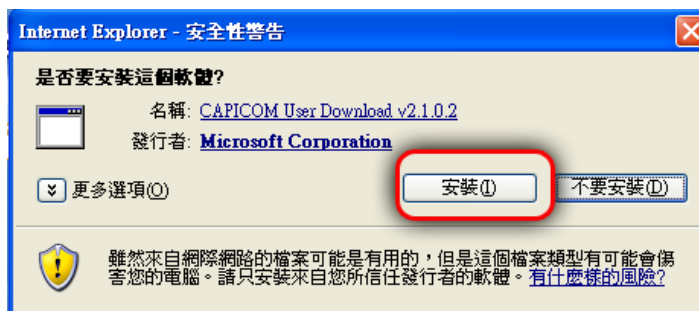 Internet Explorer - 安全性警告
是否要安裝這個軟體?
名稱: CAPICOM User Download v2.1.0.2
發行者: Microsoft Corporation
更多選項(O)
安裝(I)
不要安裝(D)
雖然來自網際網路的檔案可能是有用的，但是這個檔案類型有可能會傷
害您的電腦。請只安裝來自您所信任發行者的軟體。有什麼樣的風險?